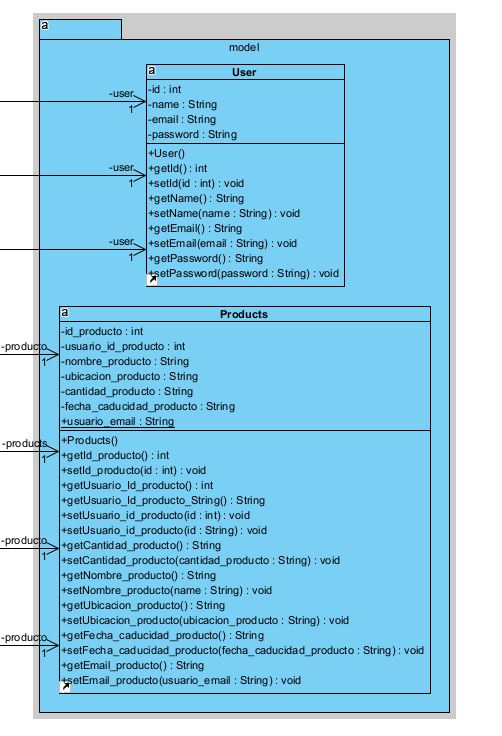 a
model
a
User
-id : int
-name : String
-email : String
-password : String
+User()
+getId() : int
+setId(id : int) : void
+getName() : String
+setName(name : String) : void
+getEmail() : String
+setEmail(email : String) : void
+getPassword() : String
+setPassword(password : String) : void
-user
1
-user
1
-user
1
a
Products
-id_producto : int
-usuario_id_producto : int
-nombre_producto : String
-ubicacion_producto : String
-cantidad_producto : String
-fecha_caducidad_producto : String
+usuario_email : String
+Products()
+getId_producto() : int
+setId_producto(id : int) : void
+getUsuario_Id_producto() : int
+getUsuario_Id_producto_String() : String
+setUsuario_id_producto(id : int) : void
+setUsuario_id_producto(id : String) : void
+getCantidad_producto() : String
+setCantidad_producto(cantidad_producto : String) : void
+getNombre_producto() : String
+setNombre_producto(name : String) : void
+getUbicacion_producto() : String
+setUbicacion_producto(ubicacion_producto : String) : void
+getFecha_caducidad_producto() : String
+setFecha_caducidad_producto(fecha_caducidad_producto : String) : void
+getEmail_producto() : String
+setEmail_producto(usuario_email : String) : void
-producto
1
-products
1
-producto
1
-producto
1